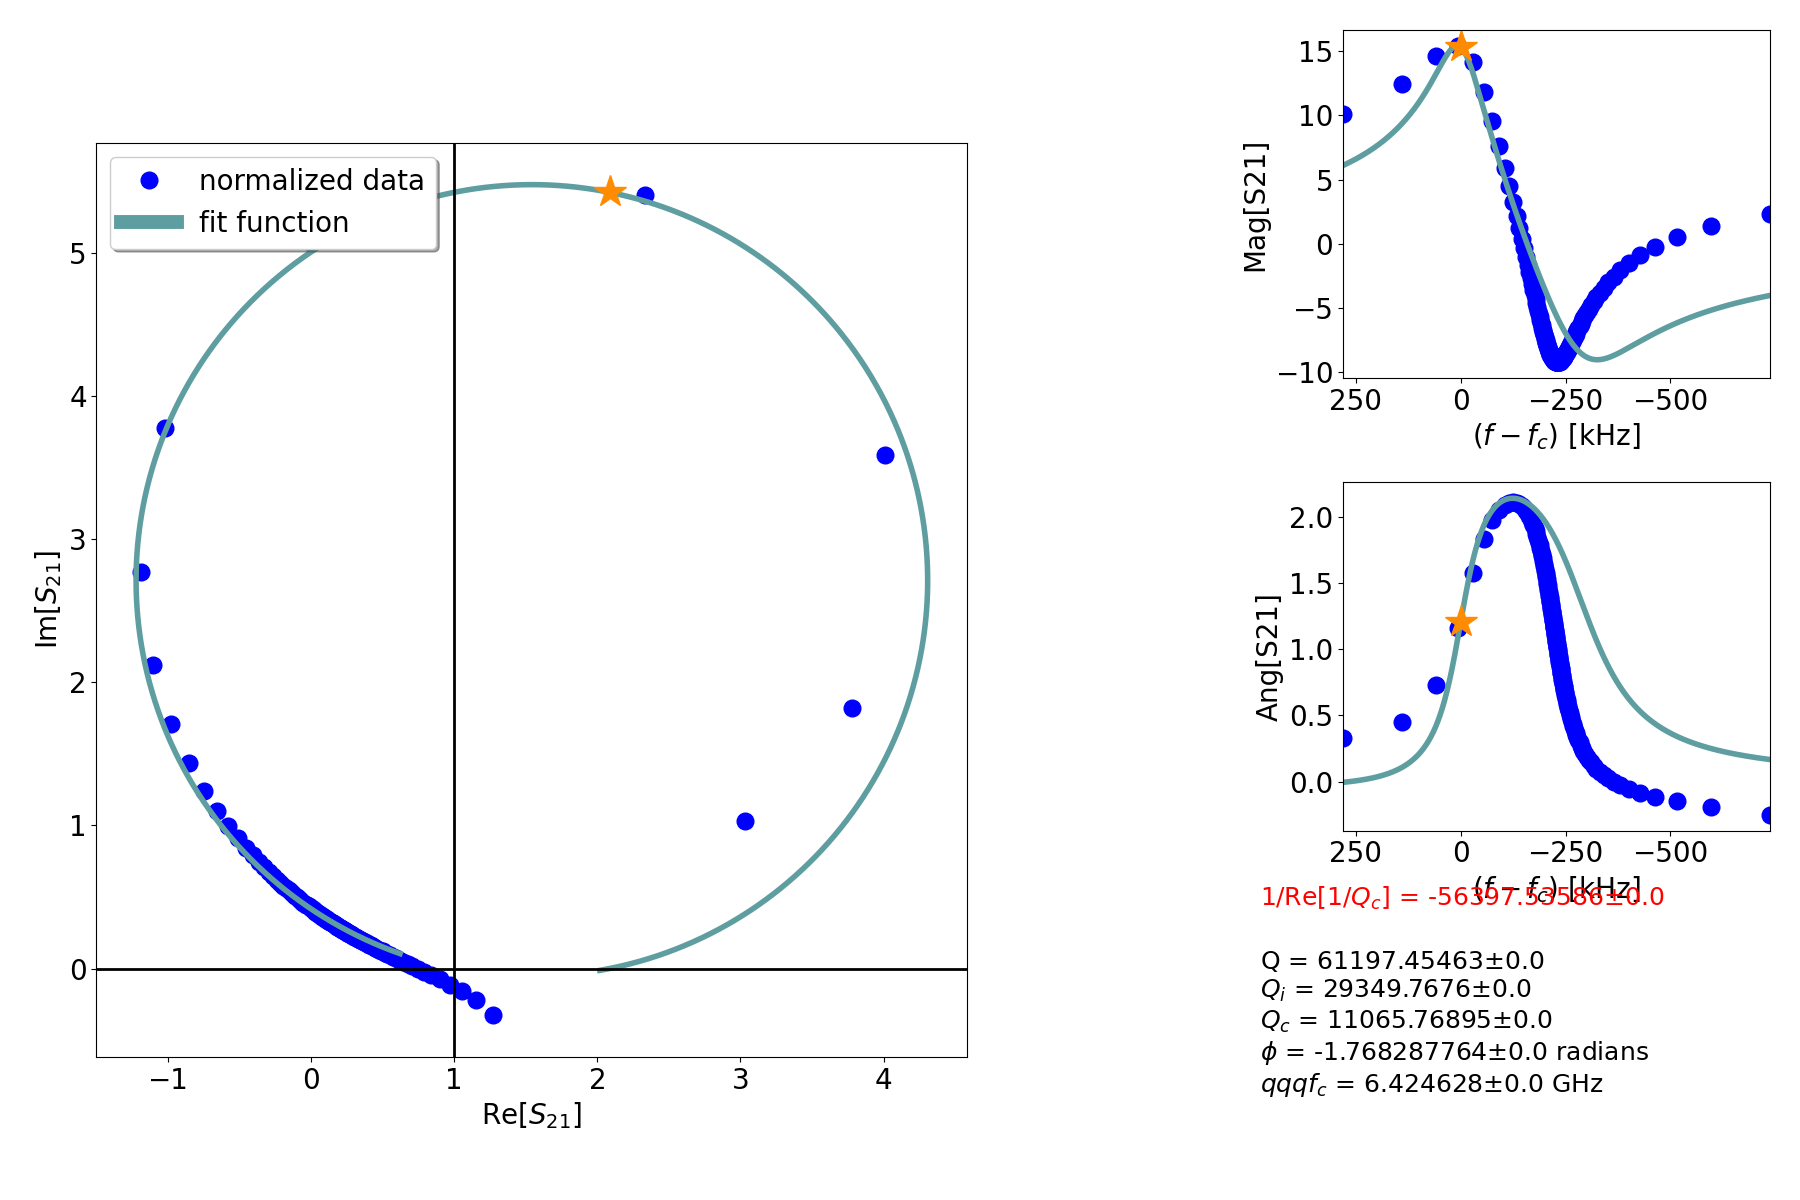 normalized data
fit function
5
4
3
2
1
0
−1
0
1
2
3
4
Im[S21]
Re[S21]
15
10
5
0
−5
−10
250
0
−250
−500
Mag[S21]
(f − fc) [kHz]
2.0
1.5
1.0
0.5
0.0
250
0
−250
−500
Ang[S21]
(f − fc) [kHz]
1/Re[1/Qc] = -56397.53586±0.0
Q = 61197.45463±0.0
Qi = 29349.7676±0.0
Qc = 11065.76895±0.0
ϕ = -1.768287764±0.0 radians
qqqfc = 6.424628±0.0 GHz